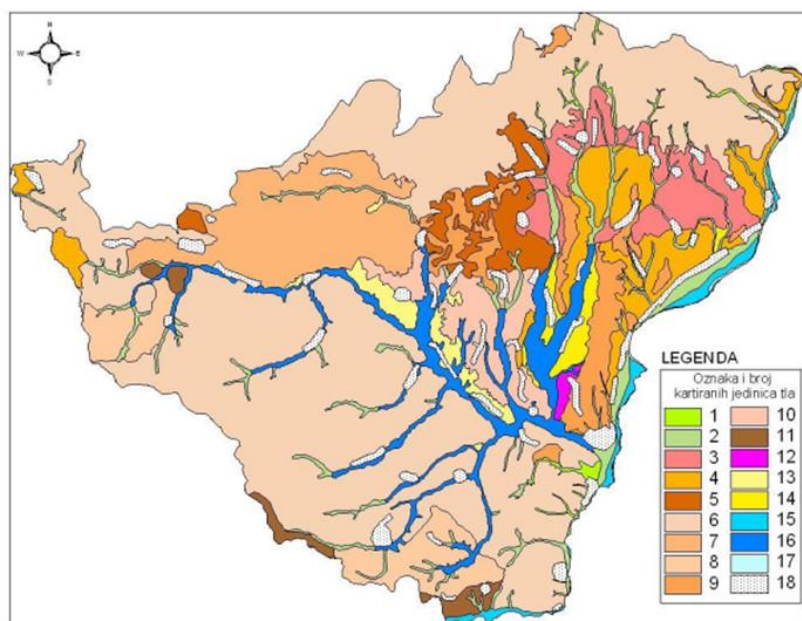 N
W E
S
LEGENDA
Oznaka i broj
kartiranih jedinica tla
1 10
2 11
3 12
4 13
5 14
6 15
7 16
8 17
9 18